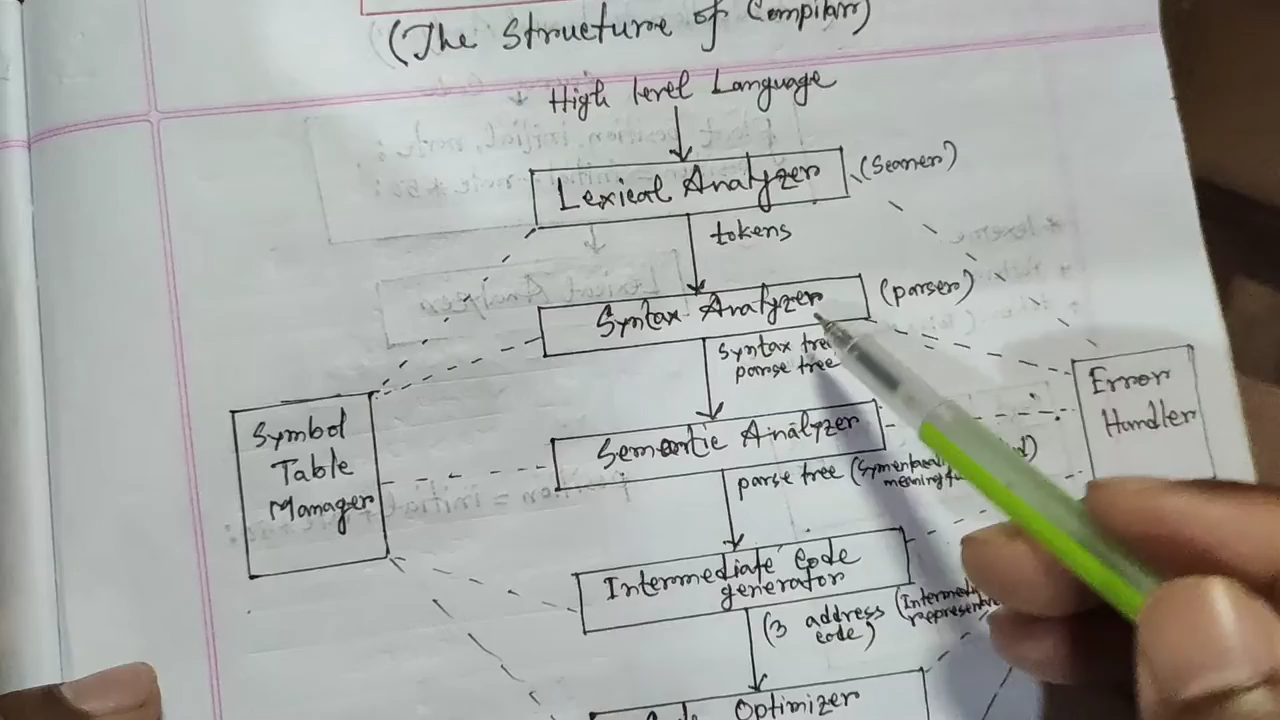 (The Structure of Compilar)
High level Language
Lexical Analyzer
(Scanner)
tokens
Syntax Analyzer
(parser)
Syntax tree
parse tree
Symbol
Table
Manager
Error
Handler
Semantic Analyzer
parse tree
Intermediate Code
generator
(3 address
code)
Optimizer